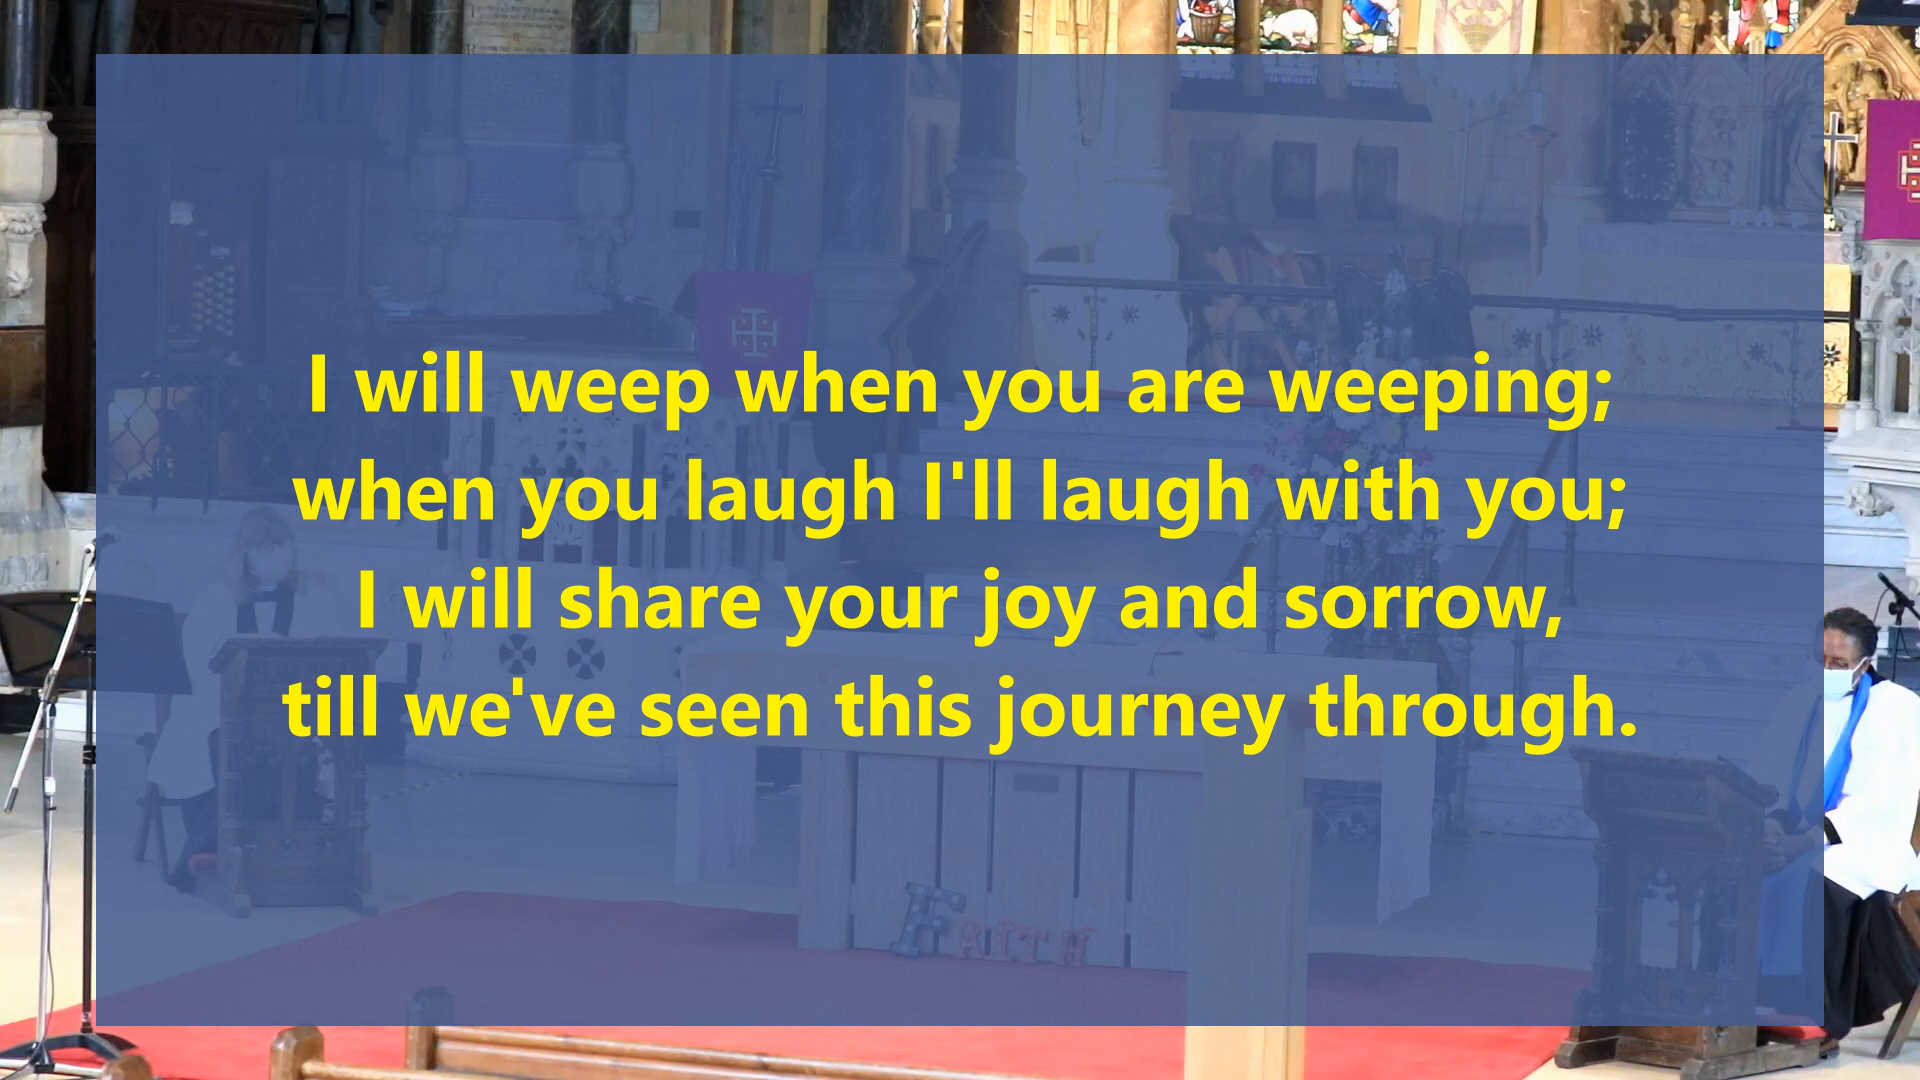 I will weep when you are weeping;
when you laugh I'll laugh with you;
I will share your joy and sorrow,
till we've seen this journey through.
FAITH